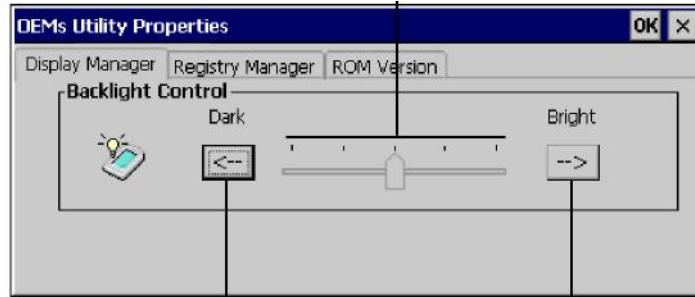 OEMs Utility Properties OK ×
Display Manager Registry Manager ROM Version
Backlight Control
Dark Bright
<-- -->